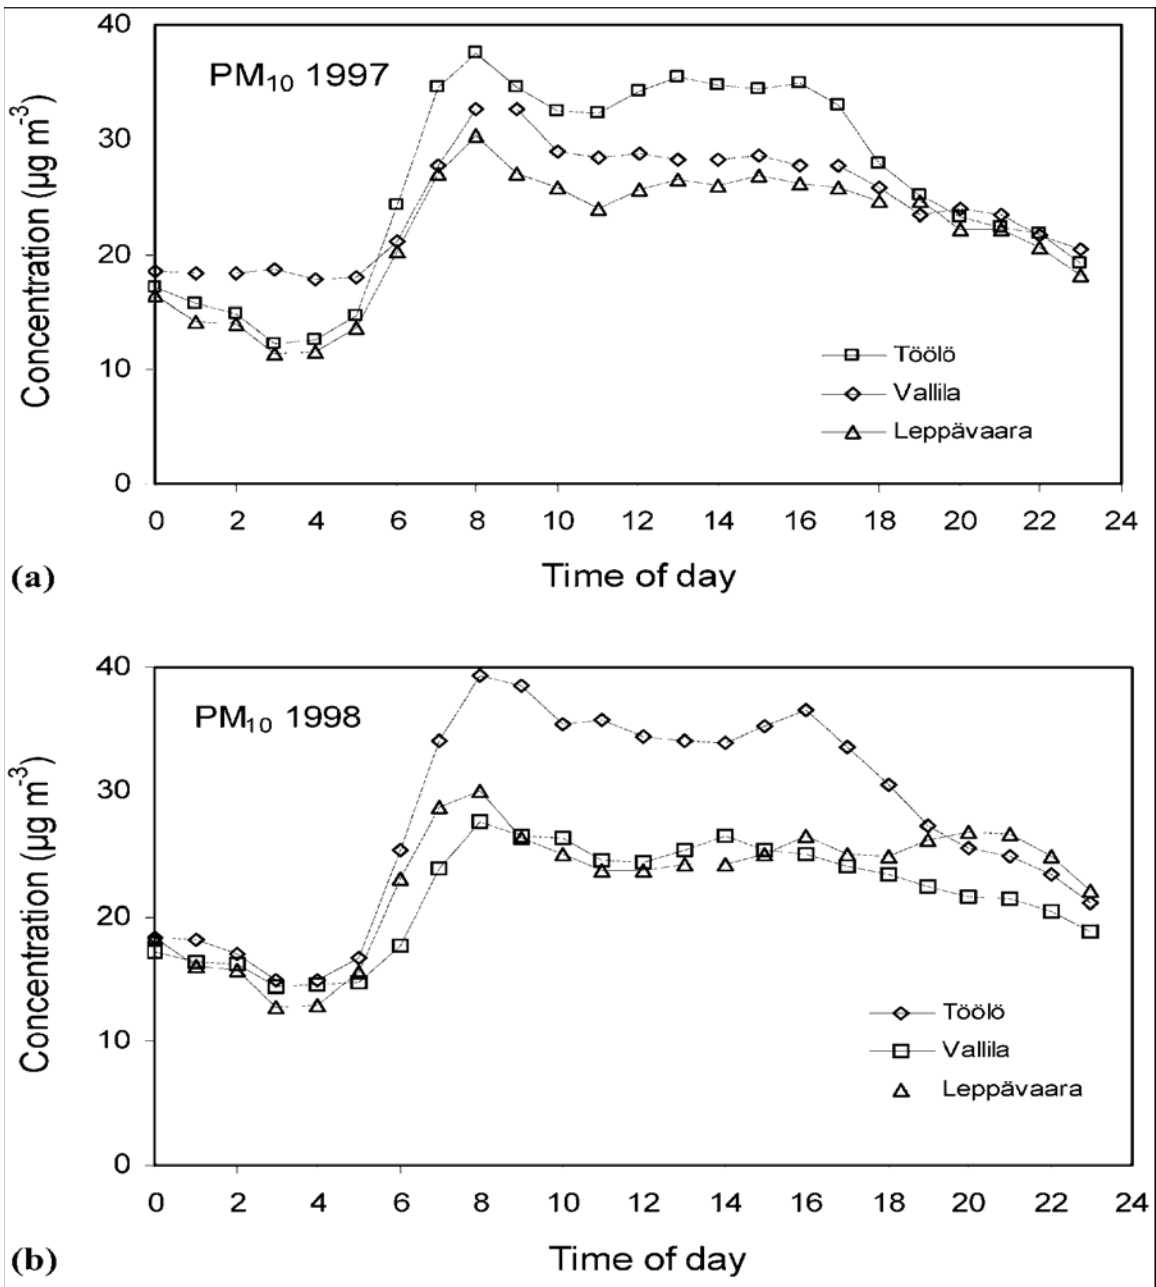 40
30
20
10
0
Concentration (µg m⁻³)
PM₁₀ 1997
Töölö
Vallila
Leppävaara
0 2 4 6 8 10 12 14 16 18 20 22 24
(a)
Time of day
40
30
20
10
0
Concentration (µg m⁻³)
PM₁₀ 1998
Töölö
Vallila
Leppävaara
0 2 4 6 8 10 12 14 16 18 20 22 24
(b)
Time of day